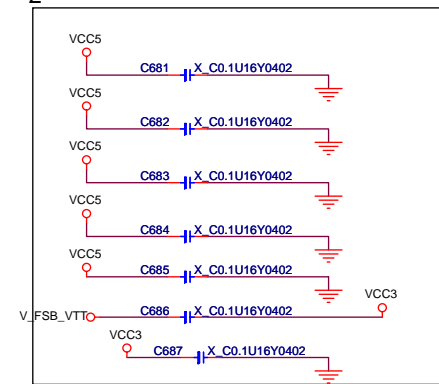 VCC5
C681 X_C0.1U16Y0402
VCC5
C682 X_C0.1U16Y0402
VCC5
C683 X_C0.1U16Y0402
VCC5
C684 X_C0.1U16Y0402
VCC5
C685 X_C0.1U16Y0402
VCC3
V_FSB_VTT C686 X_C0.1U16Y0402
VCC3
C687 X_C0.1U16Y0402